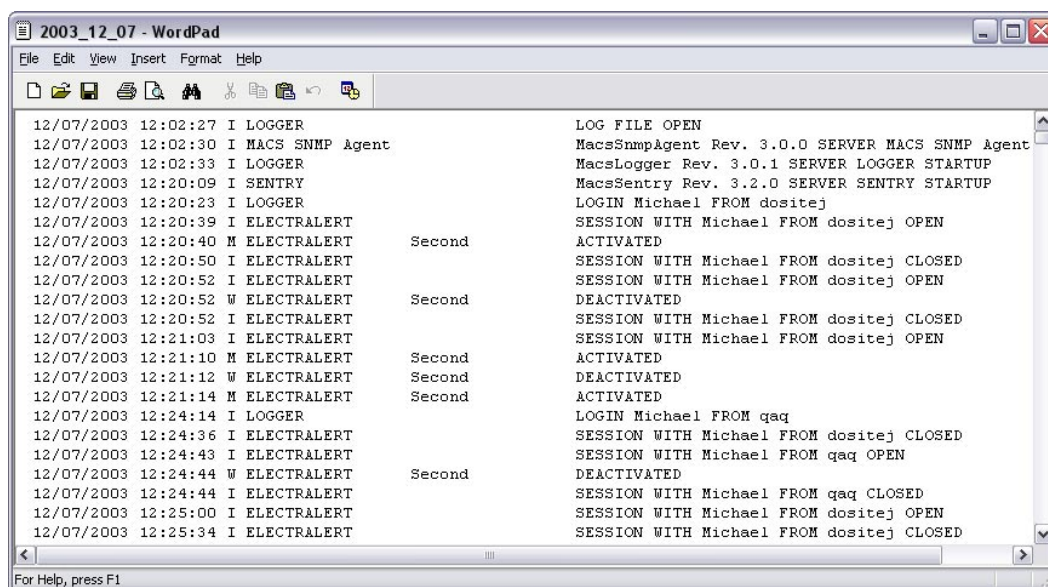 2003_12_07 - WordPad
File Edit View Insert Format Help
12/07/2003 12:02:27 I LOGGER LOG FILE OPEN
12/07/2003 12:02:30 I MACS SNMP Agent MacsSnmpAgent Rev. 3.0.0 SERVER MACS SNMP Agent
12/07/2003 12:02:33 I LOGGER MacsLogger Rev. 3.0.1 SERVER LOGGER STARTUP
12/07/2003 12:20:09 I SENTRY MacsSentry Rev. 3.2.0 SERVER SENTRY STARTUP
12/07/2003 12:20:23 I LOGGER LOGIN Michael FROM dositej
12/07/2003 12:20:39 I ELECTRALERT SESSION WITH Michael FROM dositej OPEN
12/07/2003 12:20:40 M ELECTRALERT Second ACTIVATED
12/07/2003 12:20:50 I ELECTRALERT SESSION WITH Michael FROM dositej CLOSED
12/07/2003 12:20:52 I ELECTRALERT SESSION WITH Michael FROM dositej OPEN
12/07/2003 12:20:52 W ELECTRALERT Second DEACTIVATED
12/07/2003 12:20:52 I ELECTRALERT SESSION WITH Michael FROM dositej CLOSED
12/07/2003 12:21:03 I ELECTRALERT SESSION WITH Michael FROM dositej OPEN
12/07/2003 12:21:10 M ELECTRALERT Second ACTIVATED
12/07/2003 12:21:12 W ELECTRALERT Second DEACTIVATED
12/07/2003 12:21:14 M ELECTRALERT Second ACTIVATED
12/07/2003 12:24:14 I LOGGER LOGIN Michael FROM qaq
12/07/2003 12:24:36 I ELECTRALERT SESSION WITH Michael FROM dositej CLOSED
12/07/2003 12:24:43 I ELECTRALERT SESSION WITH Michael FROM qaq OPEN
12/07/2003 12:24:44 W ELECTRALERT Second DEACTIVATED
12/07/2003 12:24:44 I ELECTRALERT SESSION WITH Michael FROM qaq CLOSED
12/07/2003 12:25:00 I ELECTRALERT SESSION WITH Michael FROM dositej OPEN
12/07/2003 12:25:34 I ELECTRALERT SESSION WITH Michael FROM dositej CLOSED
For Help, press F1